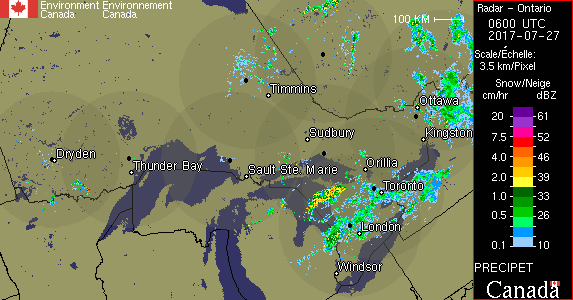 Environment Environnement
Canada Canada
100 KM
Timmins
Ottawa
Sudbury
Kingston
Dryden
Thunder Bay
Sault Ste. Marie
Orillia
Toronto
London
Windsor
Radar - Ontario
0600 UTC
2017-07-27
Scale/Échelle:
3.5 km/Pixel
Snow/Neige
cm/hr dBZ
20 61
7.5 52
4.0 46
2.0 39
1.0 33
0.5 26
0.1 10
PRECIPET
Canada